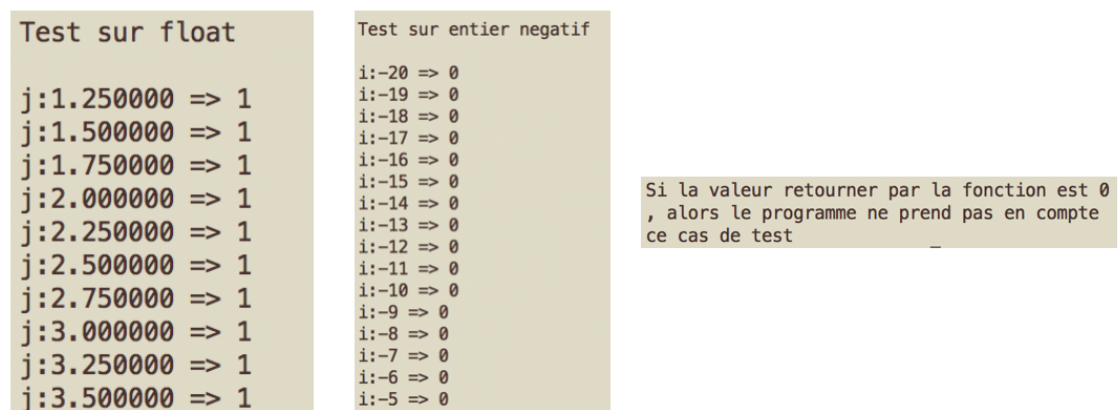 Test sur float
j:1.250000 => 1
j:1.500000 => 1
j:1.750000 => 1
j:2.000000 => 1
j:2.250000 => 1
j:2.500000 => 1
j:2.750000 => 1
j:3.000000 => 1
j:3.250000 => 1
j:3.500000 => 1
Test sur entier negatif
i:-20 => 0
i:-19 => 0
i:-18 => 0
i:-17 => 0
i:-16 => 0
i:-15 => 0
i:-14 => 0
i:-13 => 0
i:-12 => 0
i:-11 => 0
i:-10 => 0
i:-9 => 0
i:-8 => 0
i:-7 => 0
i:-6 => 0
i:-5 => 0
Si la valeur retourner par la fonction est 0
, alors le programme ne prend pas en compte
ce cas de test